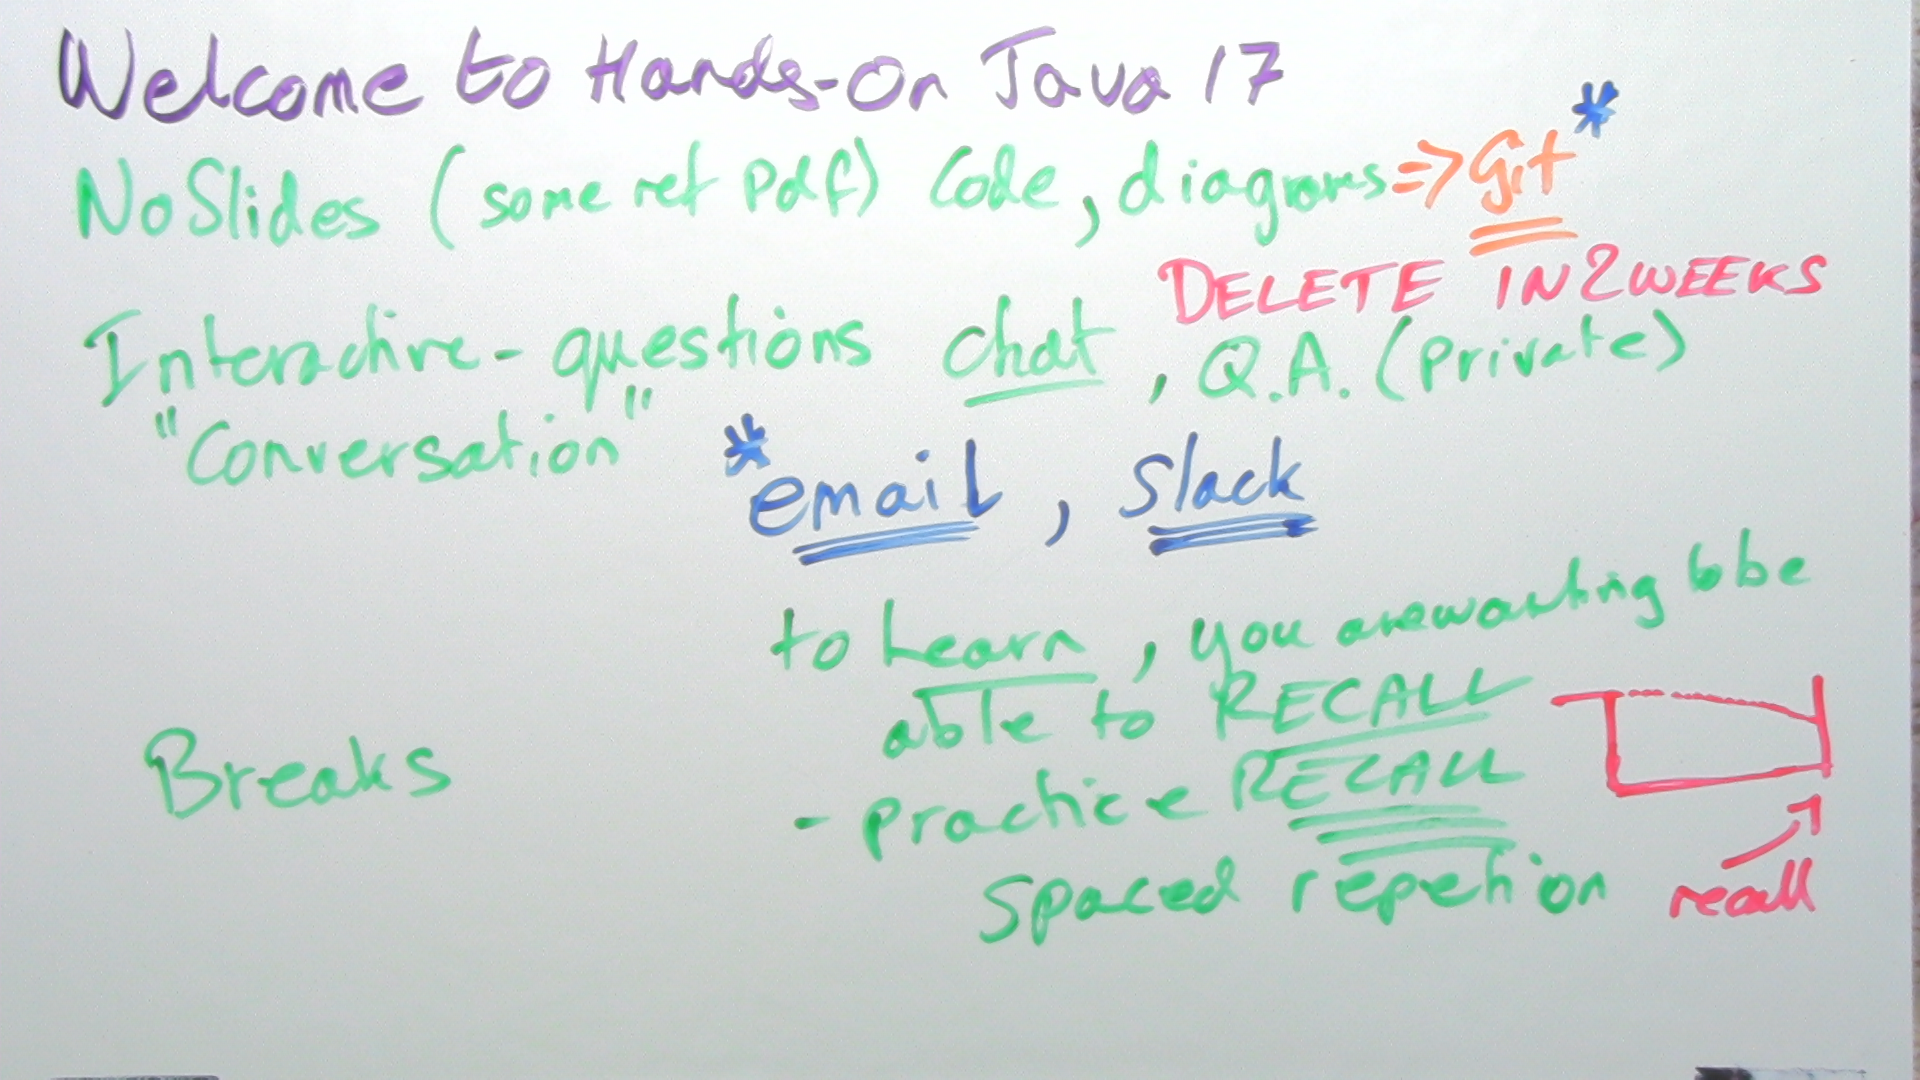 Welcome to Hands-On Java 17
No Slides (some ref pdf) Code, diagrams => Git *
DELETE IN 2 WEEKS
Interactive - questions chat, Q.A. (private)
"Conversation"
* email, Slack
to Learn, you are wanting to be
able to RECALL
- practice RECALL
Spaced repetition
recall
Breaks